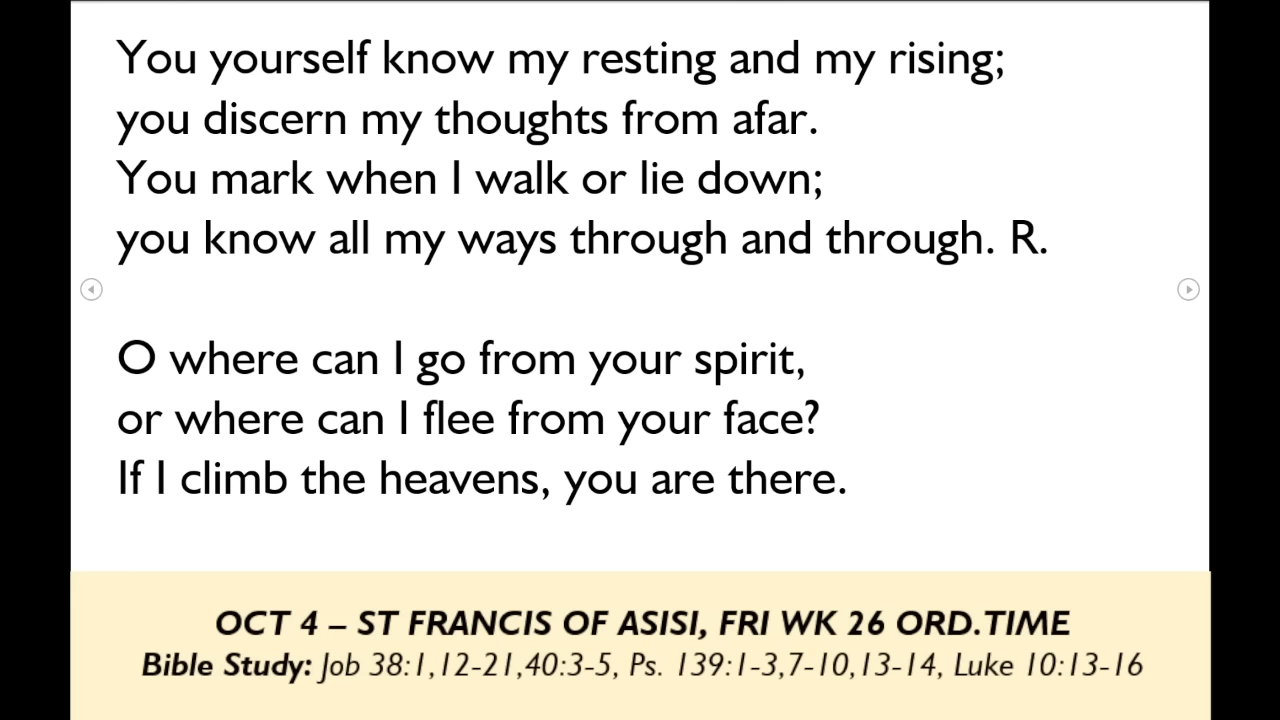 You yourself know my resting and my rising;
you discern my thoughts from afar.
You mark when I walk or lie down;
you know all my ways through and through. R.
O where can I go from your spirit,
or where can I flee from your face?
If I climb the heavens, you are there.
OCT 4 – ST FRANCIS OF ASISI, FRI WK 26 ORD.TIME
Bible Study: Job 38:1,12-21,40:3-5, Ps. 139:1-3,7-10,13-14, Luke 10:13-16